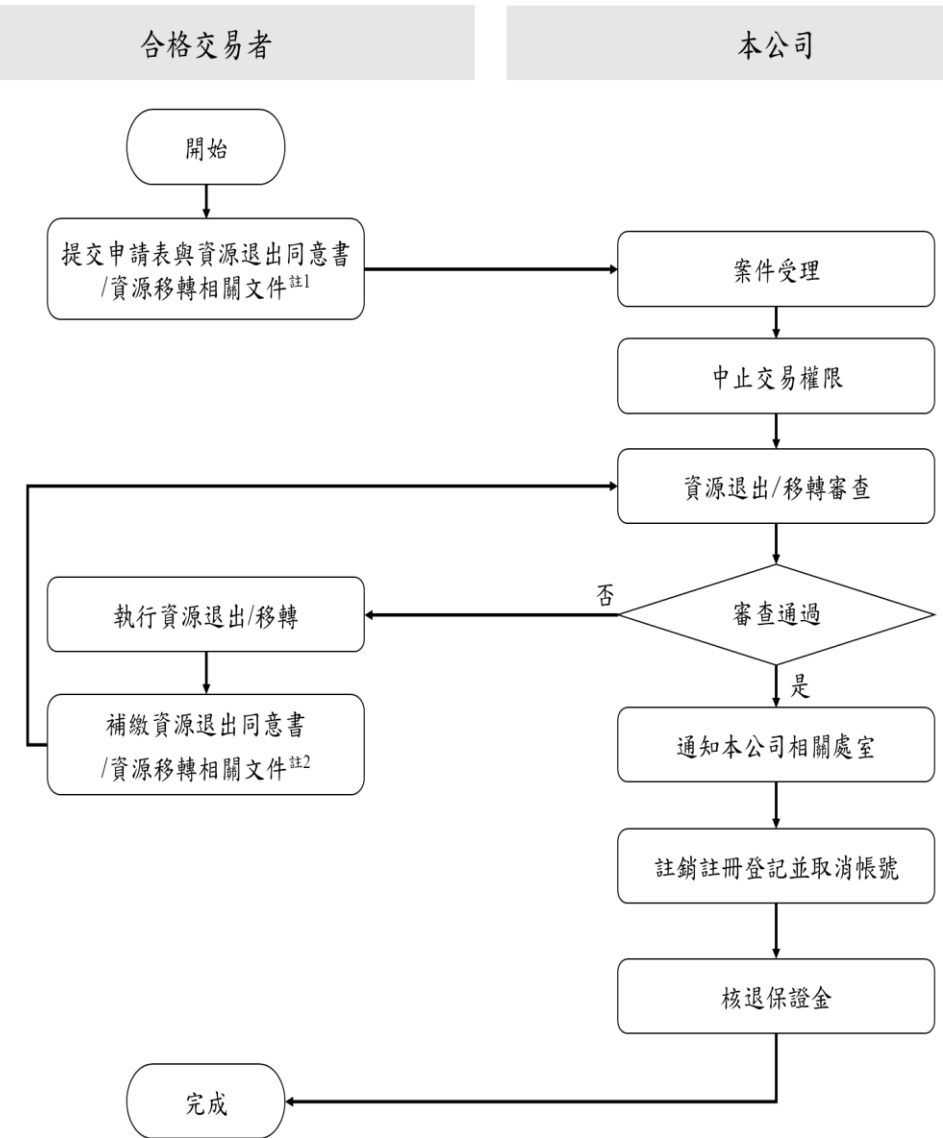 合格交易者
本公司
開始
提交申請表與資源退出同意書
/資源移轉相關文件註1
案件受理
中止交易權限
資源退出/移轉審查
審查通過
否
是
執行資源退出/移轉
補繳資源退出同意書
/資源移轉相關文件註2
通知本公司相關處室
註銷註冊登記並取消帳號
核退保證金
完成